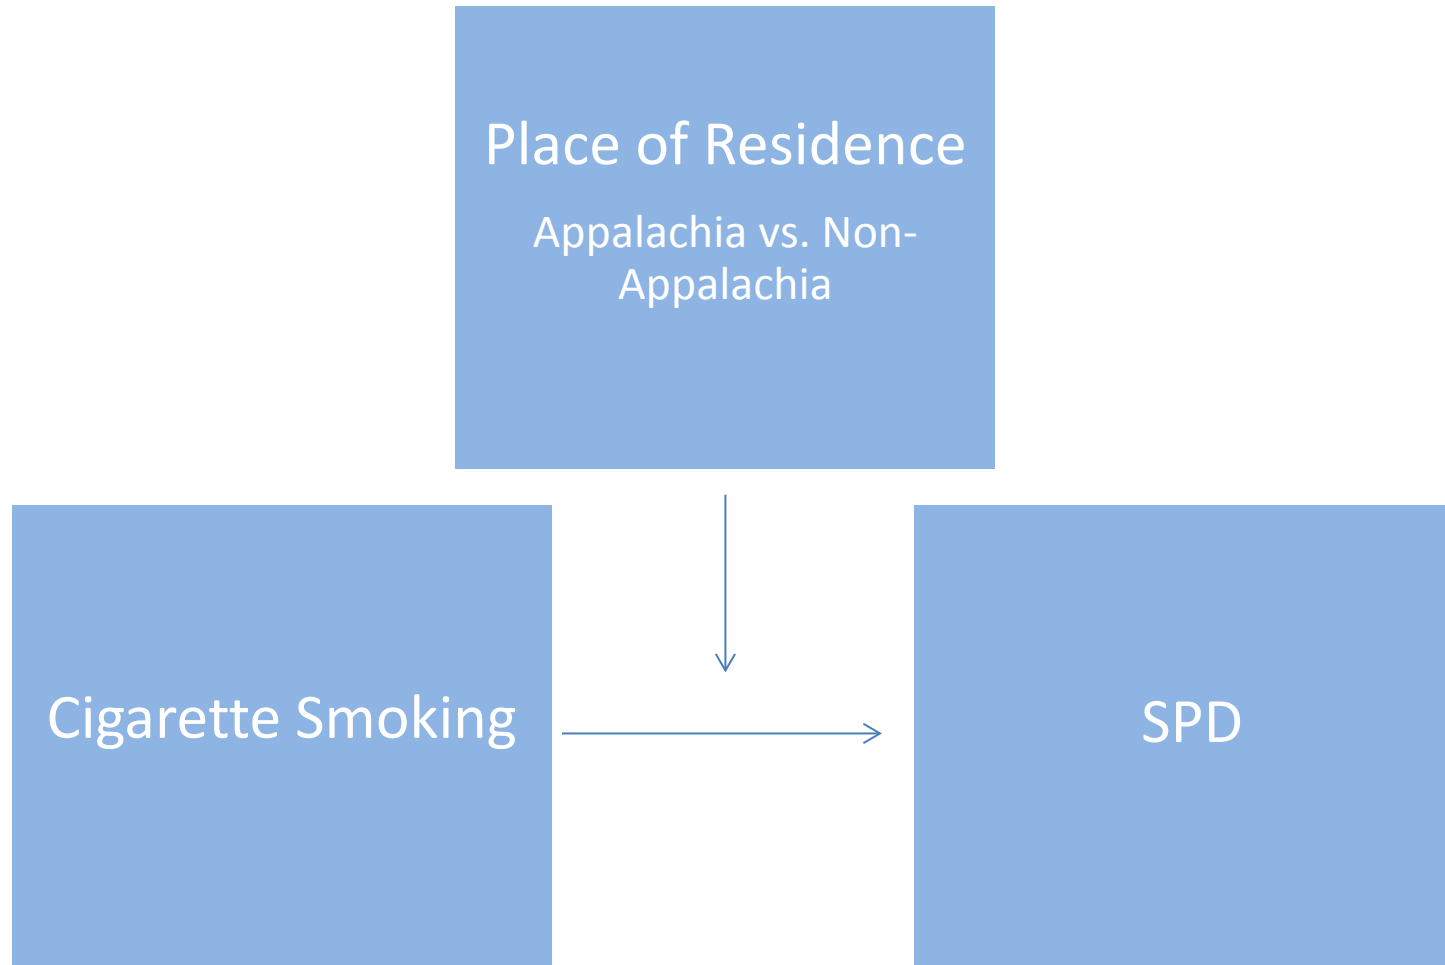 Place of Residence
Appalachia vs. Non-
Appalachia
Cigarette Smoking
SPD